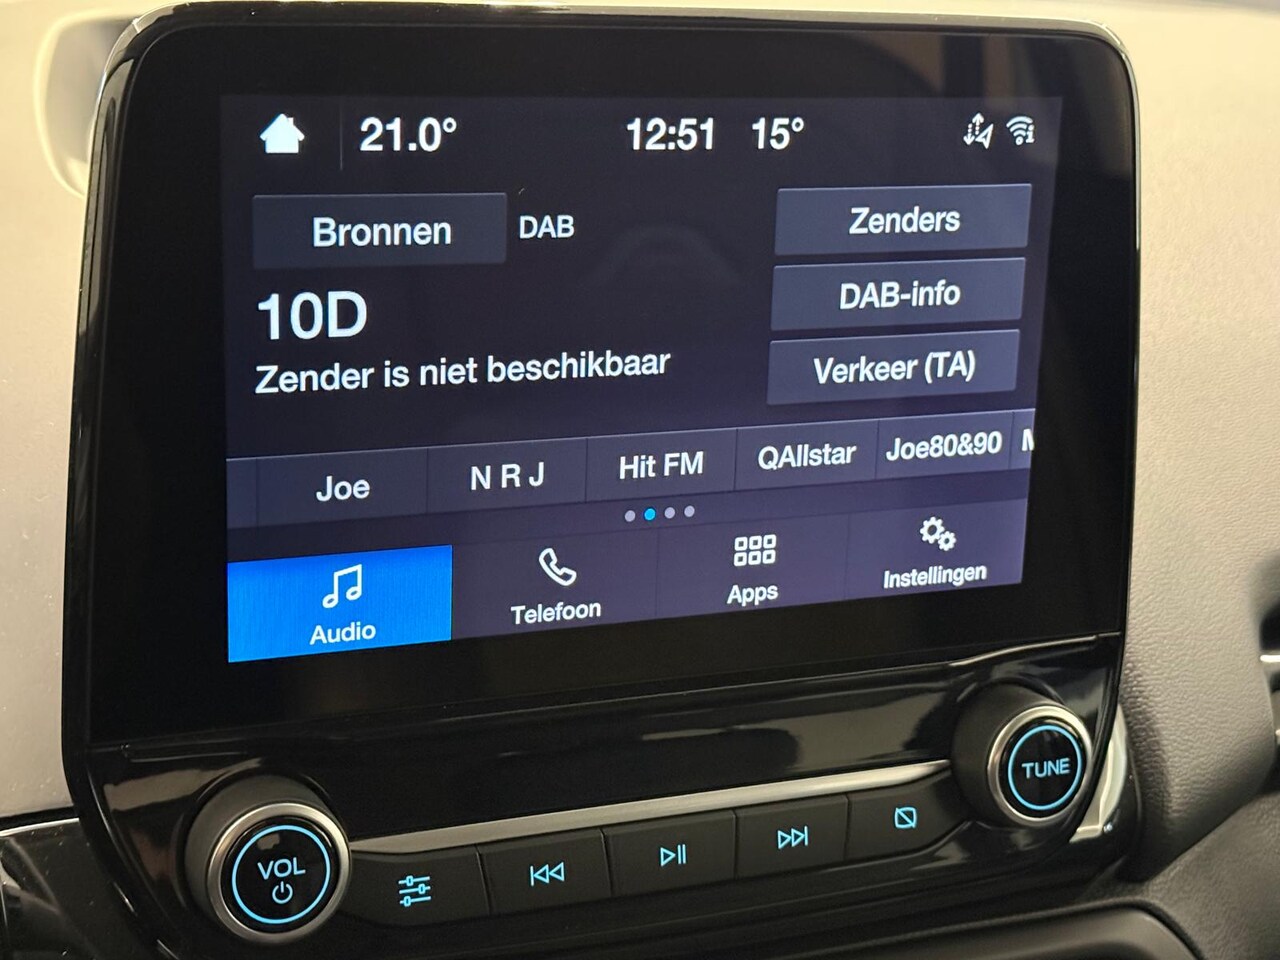 21.0°
12:51
15°
Bronnen
DAB
Zenders
10D
DAB-info
Zender is niet beschikbaar
Verkeer (TA)
Joe
N R J
Hit FM
QAllstar
Joe80&90
Audio
Telefoon
Apps
Instellingen
VOL
TUNE